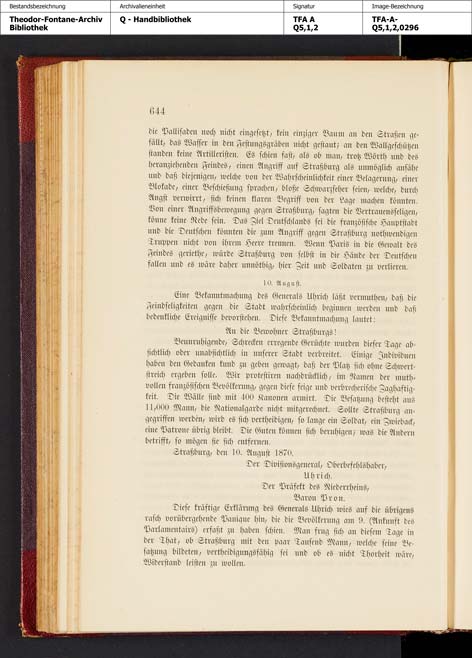 Bestandsbezeichnung
Archivalieneinheit
Signatur
Image-Bezeichnung
Theodor-Fontane-Archiv
Bibliothek
Q - Handbibliothek
TFA A
Q5,1,2
TFA-A-
Q5,1,2,0296
644
die Pallisaden noch nicht eingesetzt, kein einziger Baum an den Straßen ge-
fällt, das Wasser in den Festungsgräben nicht gestaut, an den Wallgeschützen
standen keine Artilleristen. Es schien fast, als ob man, trotz Wörth und des
heranziehenden Feindes, einen Angriff auf Straßburg als unmöglich ansähe
und daß diejenigen, welche von der Wahrscheinlichkeit einer Belagerung, einer
Blokade, einer Beschießung sprachen, bloße Schwarzseher seien, welche, durch
Angst verwirrt, sich keinen klaren Begriff von der Lage machen könnten.
Von einer Angriffsbewegung gegen Straßburg, sagten die Vertrauensseligen,
könne keine Rede sein. Das Ziel Deutschlands sei die französische Hauptstadt
und die Deutschen könnten die zum Angriff gegen Straßburg nothwendigen
Truppen nicht von ihrem Heere trennen. Wenn Paris in die Gewalt des
Feindes geriethe, würde Straßburg von selbst in die Hände der Deutschen
fallen und es wäre daher unnöthig, hier Zeit und Soldaten zu verlieren.
10. August.
Eine Bekanntmachung des Generals Uhrich läßt vermuthen, daß die
Feindseligkeiten gegen die Stadt wahrscheinlich beginnen werden und daß
bedenkliche Ereignisse bevorstehen. Diese Bekanntmachung lautet:
An die Bewohner Straßburgs!
Beunruhigende, Schrecken erregende Gerüchte wurden dieser Tage ab-
sichtlich oder unabsichtlich in unserer Stadt verbreitet. Einige Individuen
haben den Gedanken kund zu geben gewagt, daß der Platz sich ohne Schwert-
streich ergeben solle. Wir protestiren nachdrücklich, im Namen der muth-
vollen französischen Bevölkerung, gegen diese feige und verbrecherische Zaghaftig-
keit. Die Wälle sind mit 400 Kanonen armirt. Die Besatzung besteht aus
11,000 Mann, die Nationalgarde nicht mitgerechnet. Sollte Straßburg an-
gegriffen werden, wird es sich vertheidigen, so lange ein Soldat, ein Zwieback,
eine Patrone übrig bleibt. Die Guten können sich beruhigen, was die Andern
betrifft, so mögen sie sich entfernen.
Straßburg, den 10. August 1870.
Der Divisionsgeneral, Oberbefehlshaber,
Uhrich.
Der Präfekt des Niederrheins,
Baron Pron.
Diese kräftige Erklärung des Generals Uhrich wies auf die übrigens
rasch vorübergehende Panique hin, die die Bevölkerung am 9. (Ankunft des
Parlamentairs) erfaßt zu haben schien. Man frug sich an diesem Tage in
der That, ob Straßburg mit den paar Tausend Mann, welche seine Be-
satzung bildeten, vertheidigungsfähig sei und ob es nicht Thorheit wäre,
Widerstand leisten zu wollen.